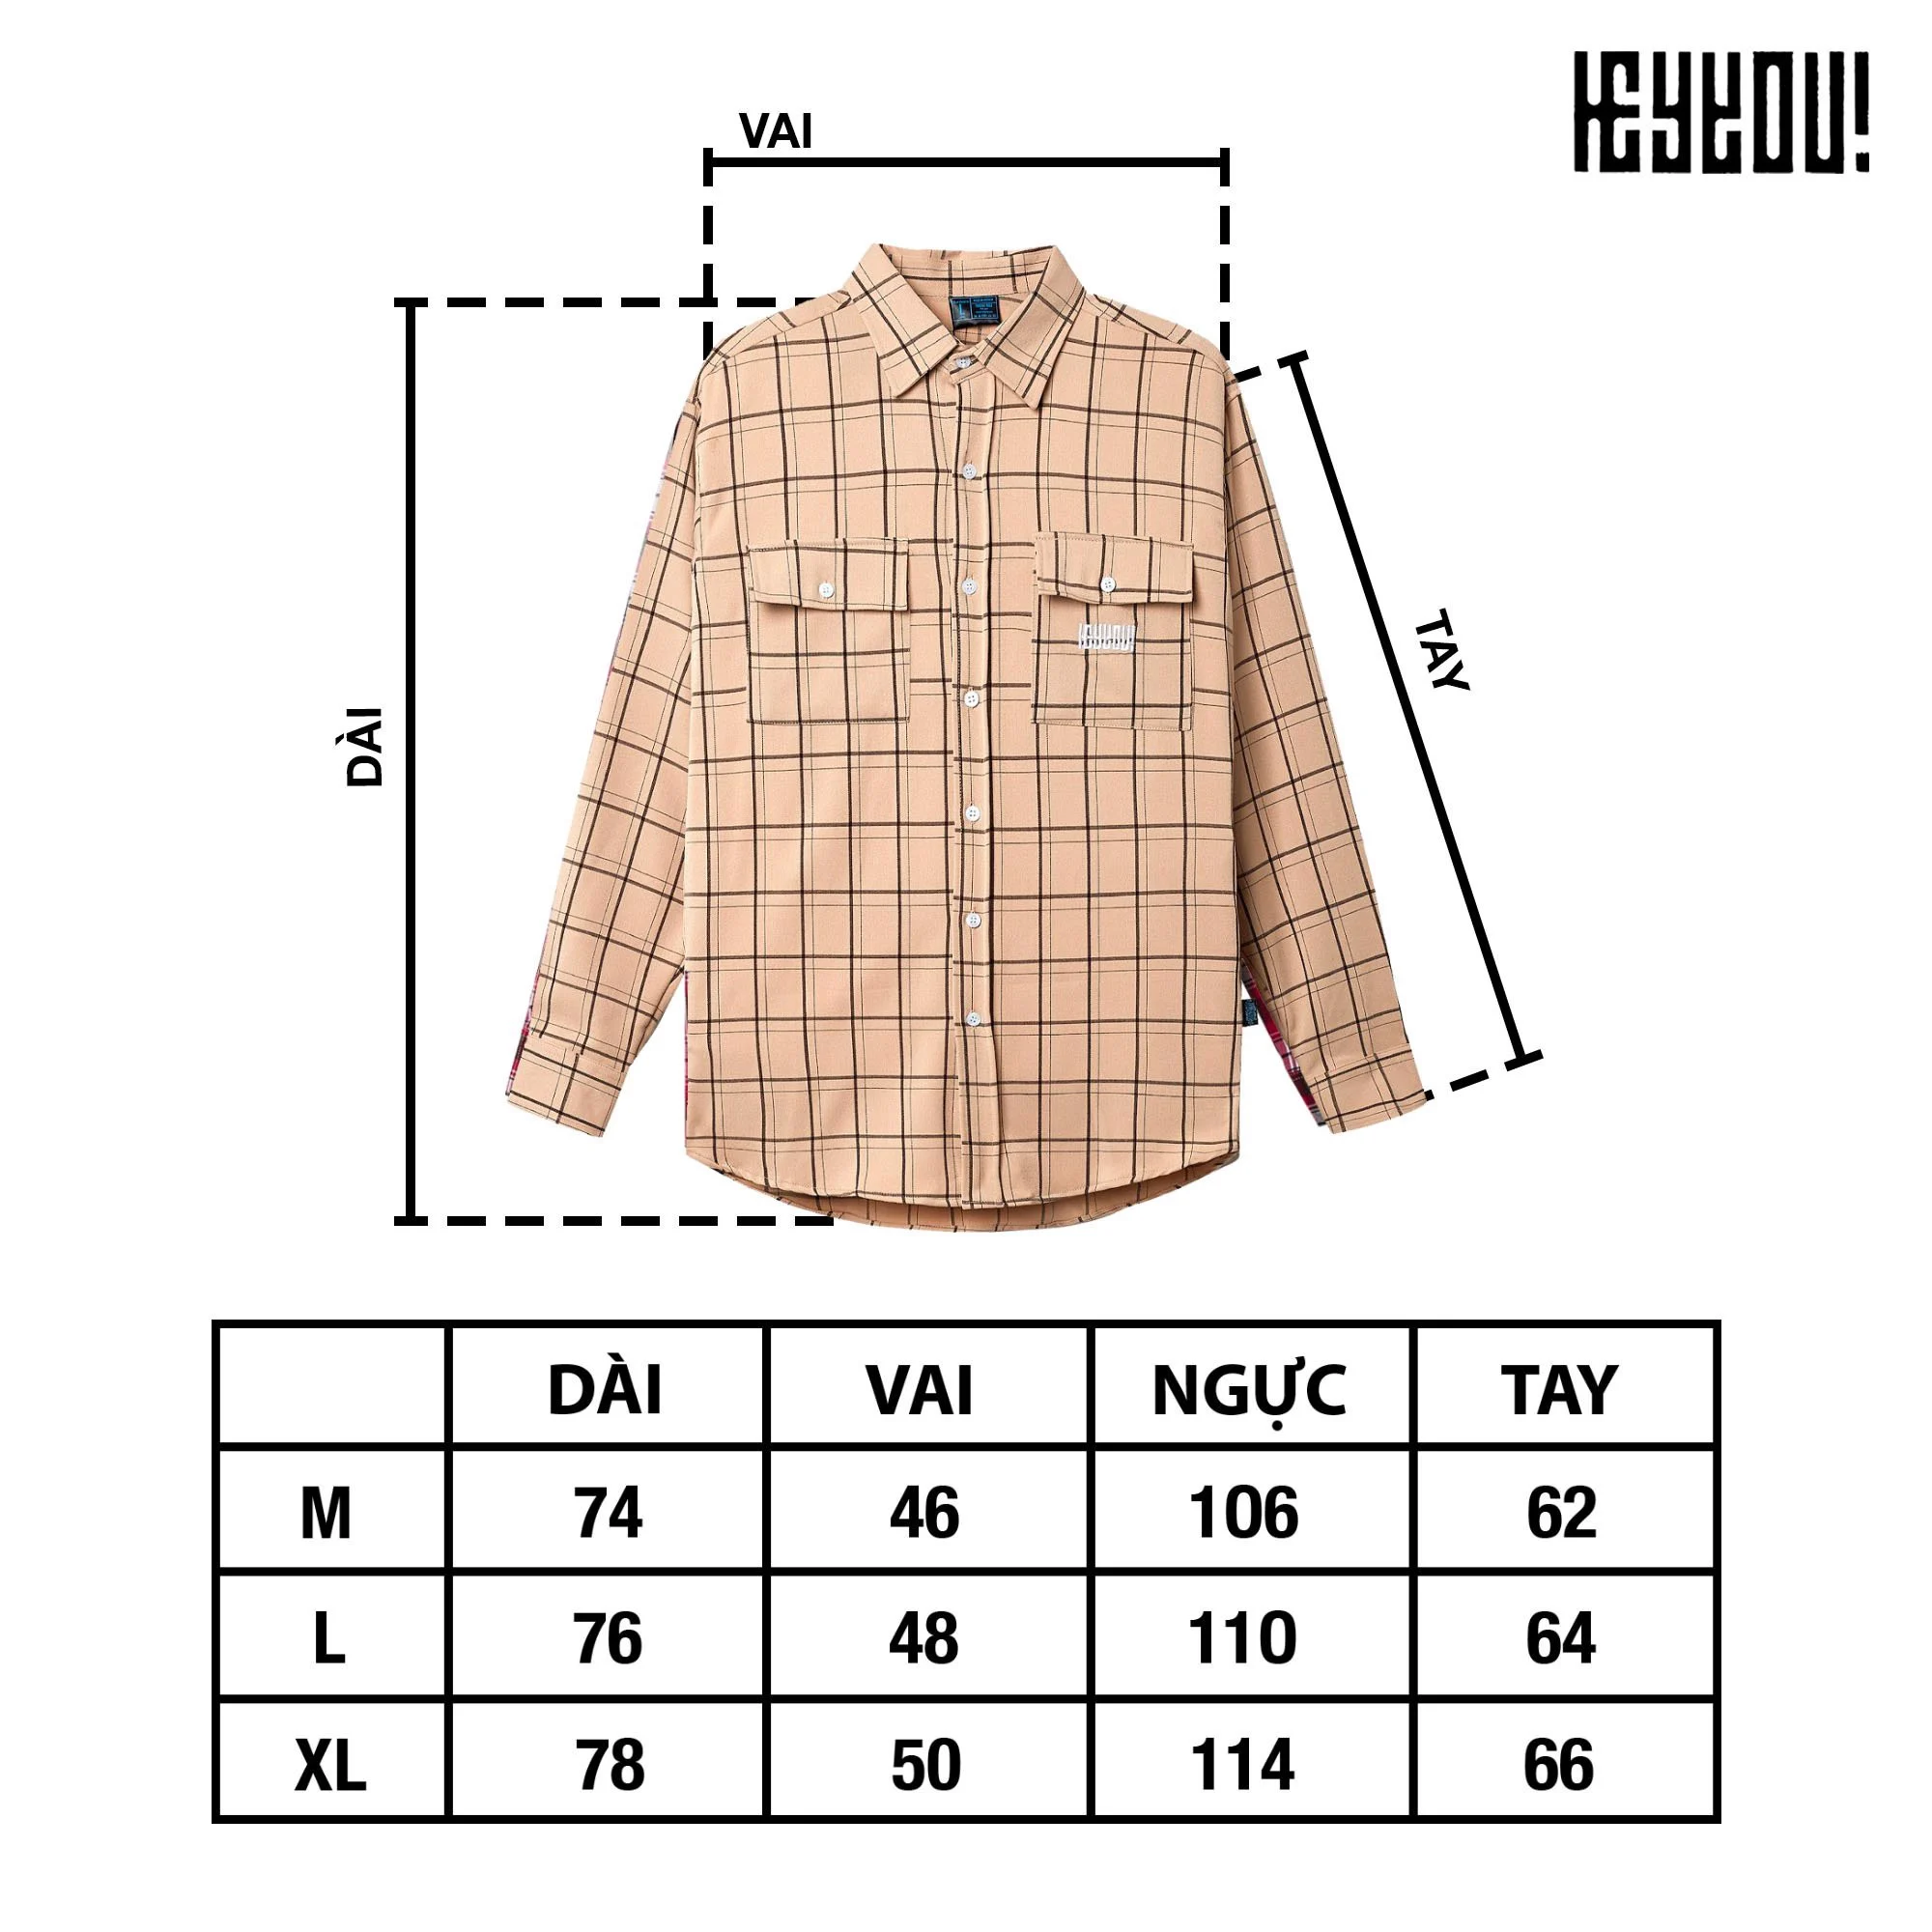 HEYYOU!
VAI
DÀI
TAY
HEYYOU!
DÀI VAI NGỰC TAY
M 74 46 106 62
L 76 48 110 64
XL 78 50 114 66